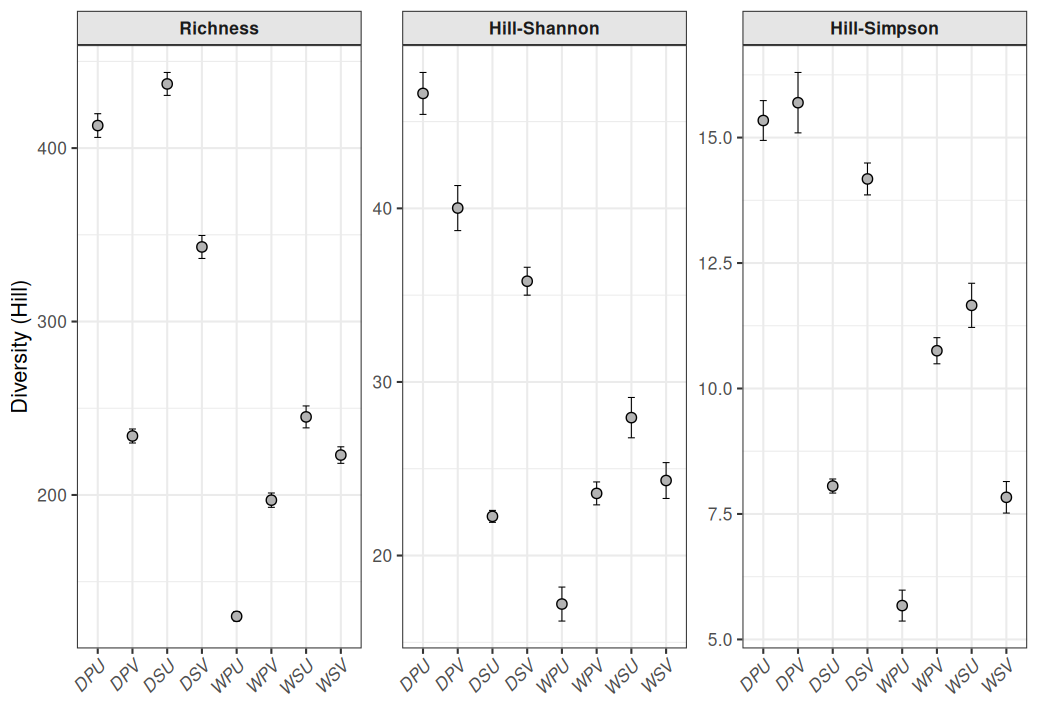 Richness Hill-Shannon Hill-Simpson
Diversity (Hill)
400
300
200
40
30
20
15.0
12.5
10.0
7.5
5.0
DPU DPV DSU DSV WPU WPV WSU WSV
DPU DPV DSU DSV WPU WPV WSU WSV
DPU DPV DSU DSV WPU WPV WSU WSV